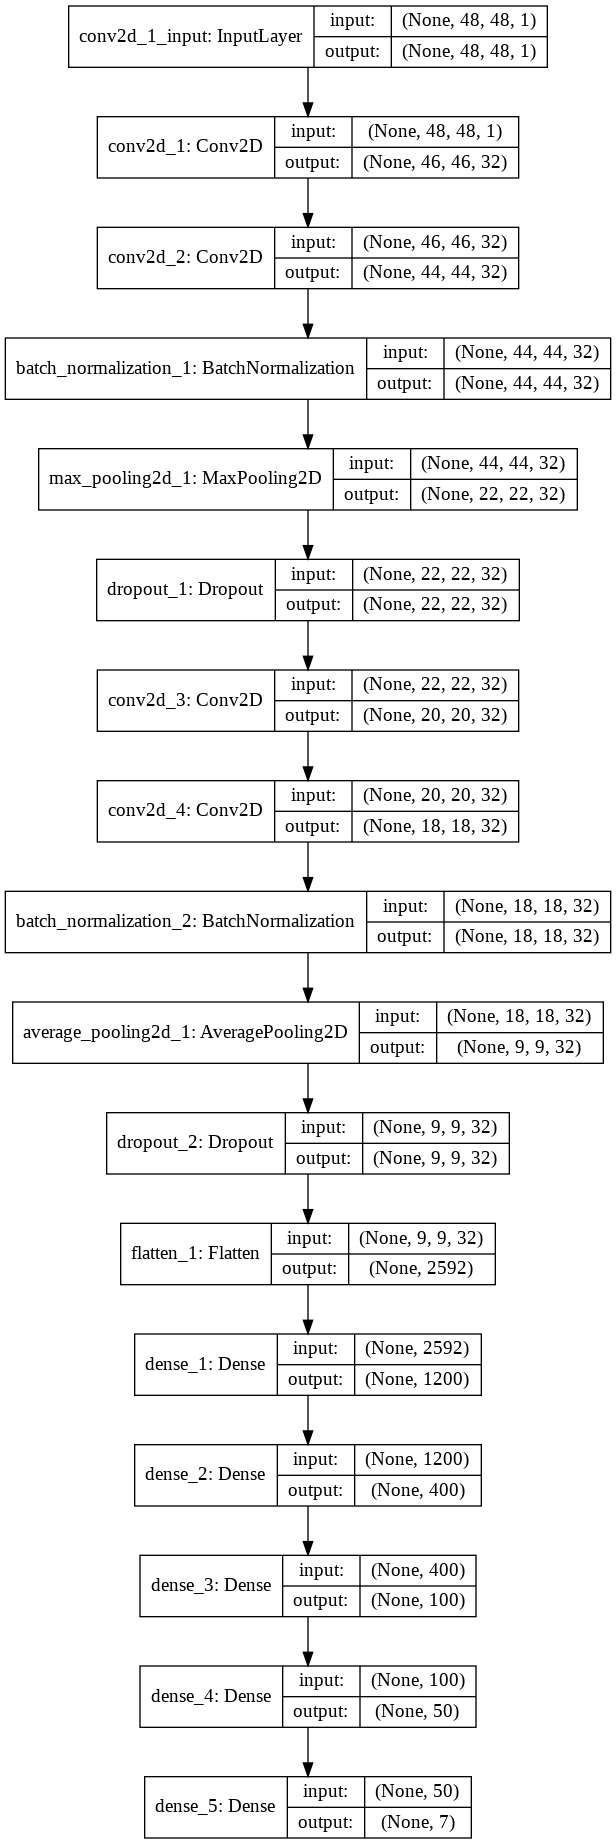 conv2d_1_input: InputLayer
input: (None, 48, 48, 1)
output: (None, 48, 48, 1)
conv2d_1: Conv2D
input: (None, 48, 48, 1)
output: (None, 46, 46, 32)
conv2d_2: Conv2D
input: (None, 46, 46, 32)
output: (None, 44, 44, 32)
batch_normalization_1: BatchNormalization
input: (None, 44, 44, 32)
output: (None, 44, 44, 32)
max_pooling2d_1: MaxPooling2D
input: (None, 44, 44, 32)
output: (None, 22, 22, 32)
dropout_1: Dropout
input: (None, 22, 22, 32)
output: (None, 22, 22, 32)
conv2d_3: Conv2D
input: (None, 22, 22, 32)
output: (None, 20, 20, 32)
conv2d_4: Conv2D
input: (None, 20, 20, 32)
output: (None, 18, 18, 32)
batch_normalization_2: BatchNormalization
input: (None, 18, 18, 32)
output: (None, 18, 18, 32)
average_pooling2d_1: AveragePooling2D
input: (None, 18, 18, 32)
output: (None, 9, 9, 32)
dropout_2: Dropout
input: (None, 9, 9, 32)
output: (None, 9, 9, 32)
flatten_1: Flatten
input: (None, 9, 9, 32)
output: (None, 2592)
dense_1: Dense
input: (None, 2592)
output: (None, 1200)
dense_2: Dense
input: (None, 1200)
output: (None, 400)
dense_3: Dense
input: (None, 400)
output: (None, 100)
dense_4: Dense
input: (None, 100)
output: (None, 50)
dense_5: Dense
input: (None, 50)
output: (None, 7)